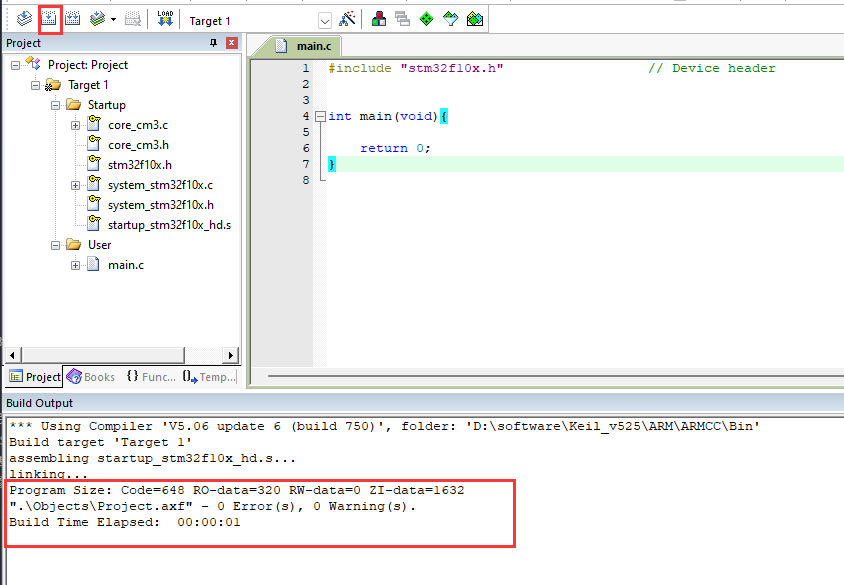 LOAD
Target 1
Project
main.c
Project: Project
Target 1
Startup
core_cm3.c
core_cm3.h
stm32f10x.h
system_stm32f10x.c
system_stm32f10x.h
startup_stm32f10x_hd.s
User
main.c
1 #include "stm32f10x.h" // Device header
2
3
4 int main(void){
5
6 return 0;
7 }
8
Project Books {} Func... Temp...
Build Output
*** Using Compiler 'V5.06 update 6 (build 750)', folder: 'D:\software\Keil_v525\ARM\ARMCC\Bin'
Build target 'Target 1'
assembling startup_stm32f10x_hd.s...
linking...
Program Size: Code=648 RO-data=320 RW-data=0 ZI-data=1632
".\Objects\Project.axf" - 0 Error(s), 0 Warning(s).
Build Time Elapsed:  00:00:01